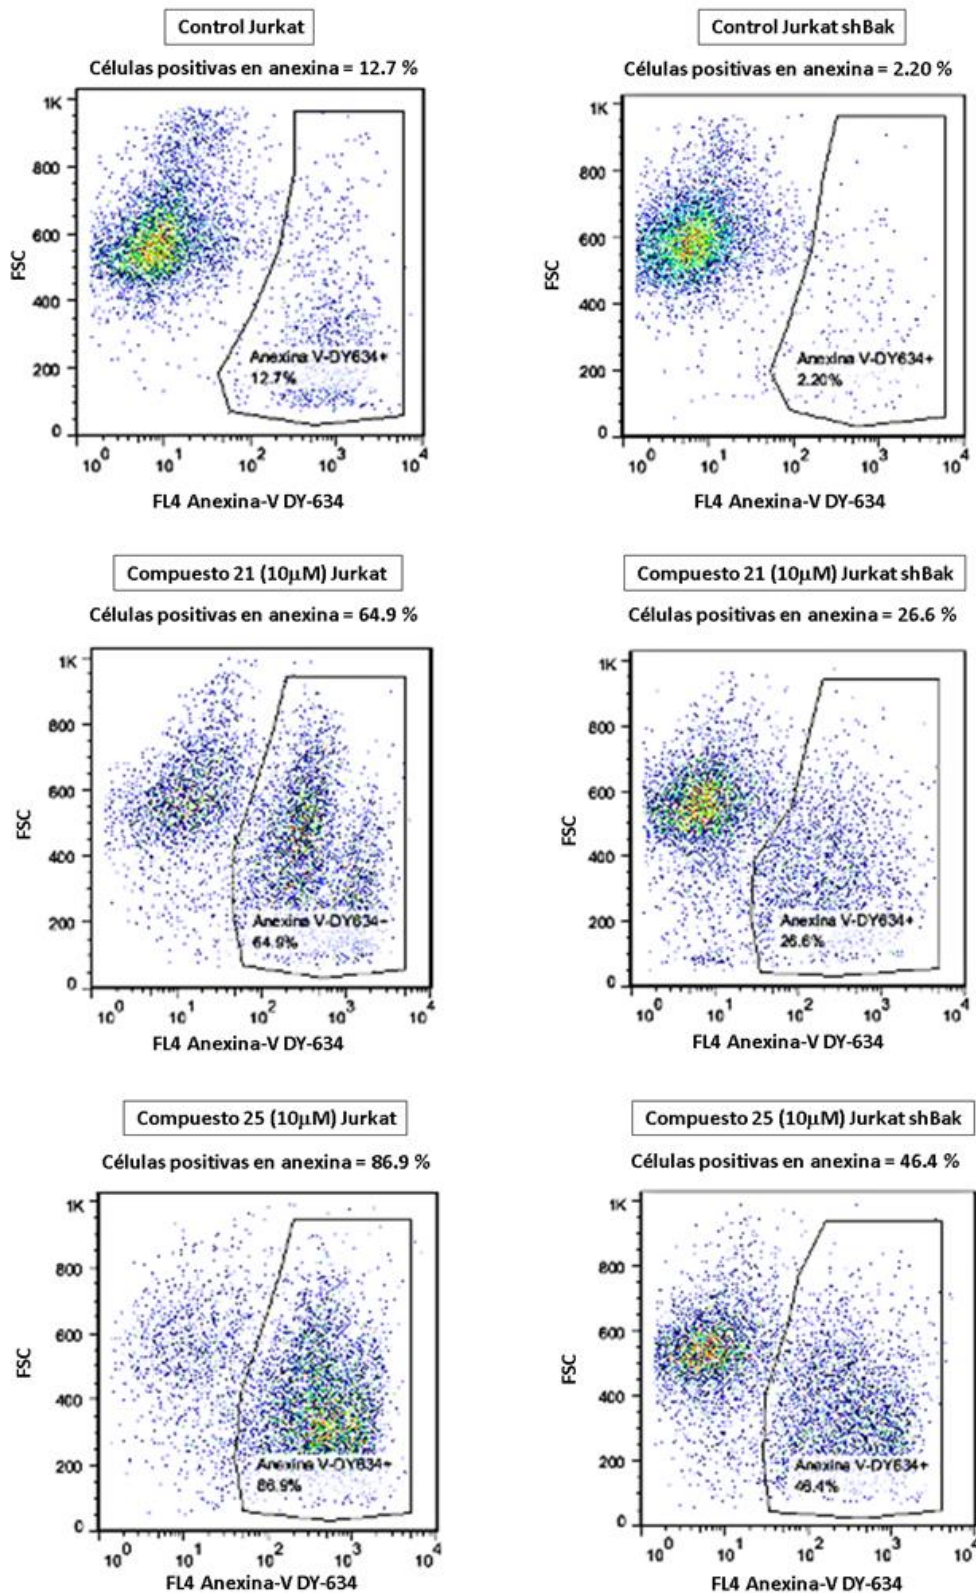 Control Jurkat
Células positivas en anexina = 12.7 %
1K
800
600
400
200
0
FSC
Anexina V-DY634+
12.7%
10^0 10^1 10^2 10^3 10^4
FL4 Anexina-V DY-634
Control Jurkat shBak
Células positivas en anexina = 2.20 %
1K
800
600
400
200
0
FSC
Anexina V-DY634+
2.20%
10^0 10^1 10^2 10^3 10^4
FL4 Anexina-V DY-634
Compuesto 21 (10μM) Jurkat
Células positivas en anexina = 64.9 %
1K
800
600
400
200
0
FSC
Anexina V-DY634+
64.9%
10^0 10^1 10^2 10^3 10^4
FL4 Anexina-V DY-634
Compuesto 21 (10μM) Jurkat shBak
Células positivas en anexina = 26.6 %
1K
800
600
400
200
0
FSC
Anexina V-DY634+
26.6%
10^0 10^1 10^2 10^3 10^4
FL4 Anexina-V DY-634
Compuesto 25 (10μM) Jurkat
Células positivas en anexina = 86.9 %
1K
800
600
400
200
0
FSC
Anexina V-DY634+
86.9%
10^0 10^1 10^2 10^3 10^4
FL4 Anexina-V DY-634
Compuesto 25 (10μM) Jurkat shBak
Células positivas en anexina = 46.4 %
1K
800
600
400
200
0
FSC
Anexina V-DY634+
46.4%
10^0 10^1 10^2 10^3 10^4
FL4 Anexina-V DY-634